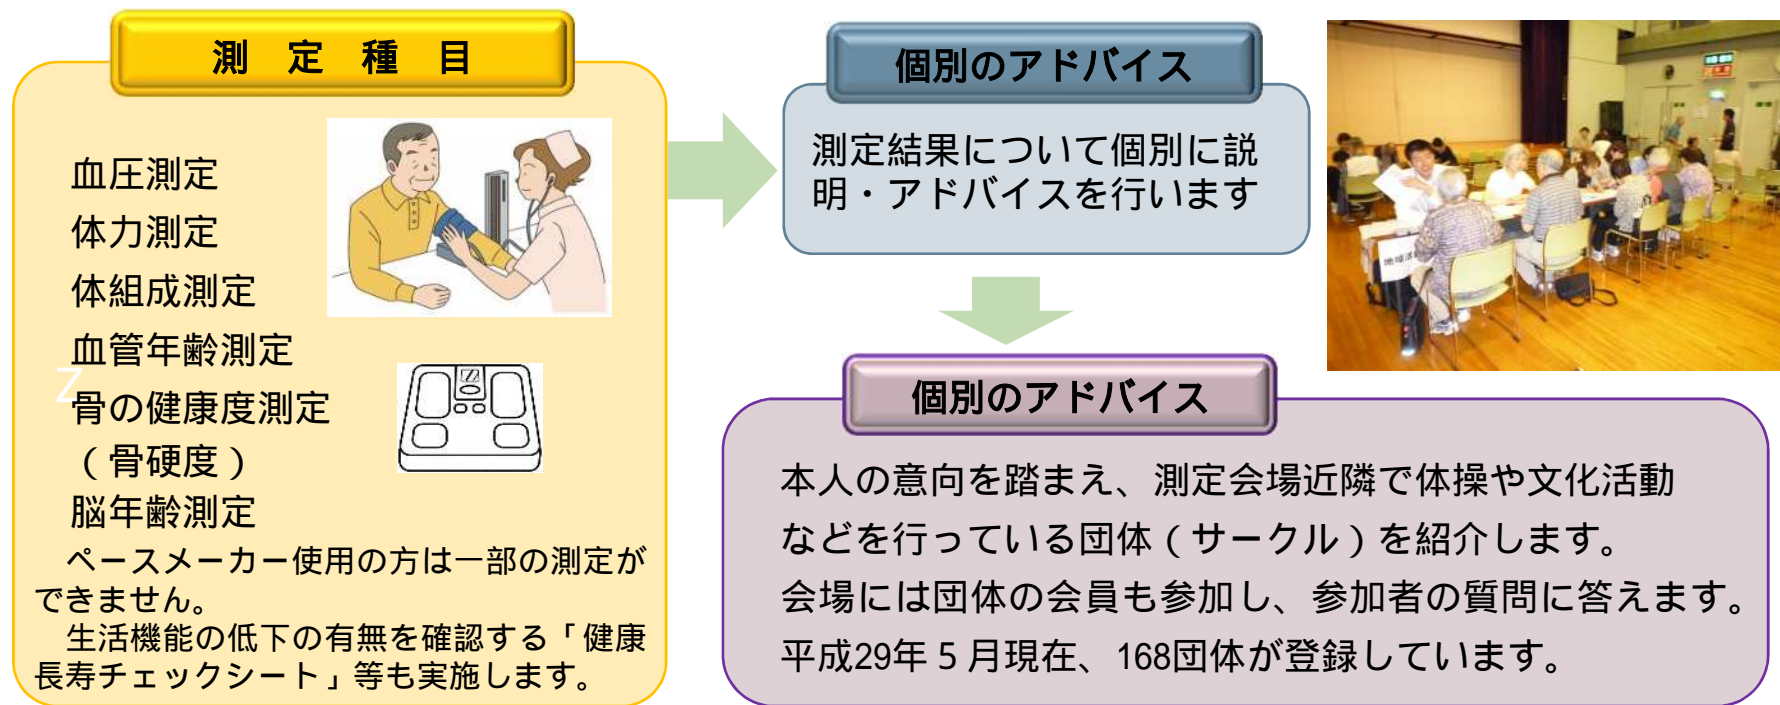 測 定 種 目
血圧測定
体力測定
体組成測定
血管年齢測定
Z
骨の健康度測定
(骨硬度)
脳年齢測定
ペースメーカー使用の方は一部の測定が
できません。
生活機能の低下の有無を確認する「健康
長寿チェックシート」等も実施します。
個別のアドバイス
測定結果について個別に説
明・アドバイスを行います
個別のアドバイス
本人の意向を踏まえ、測定会場近隣で体操や文化活動
などを行っている団体(サークル)を紹介します。
会場には団体の会員も参加し、参加者の質問に答えます。
平成29年5月現在、168団体が登録しています。
地域活